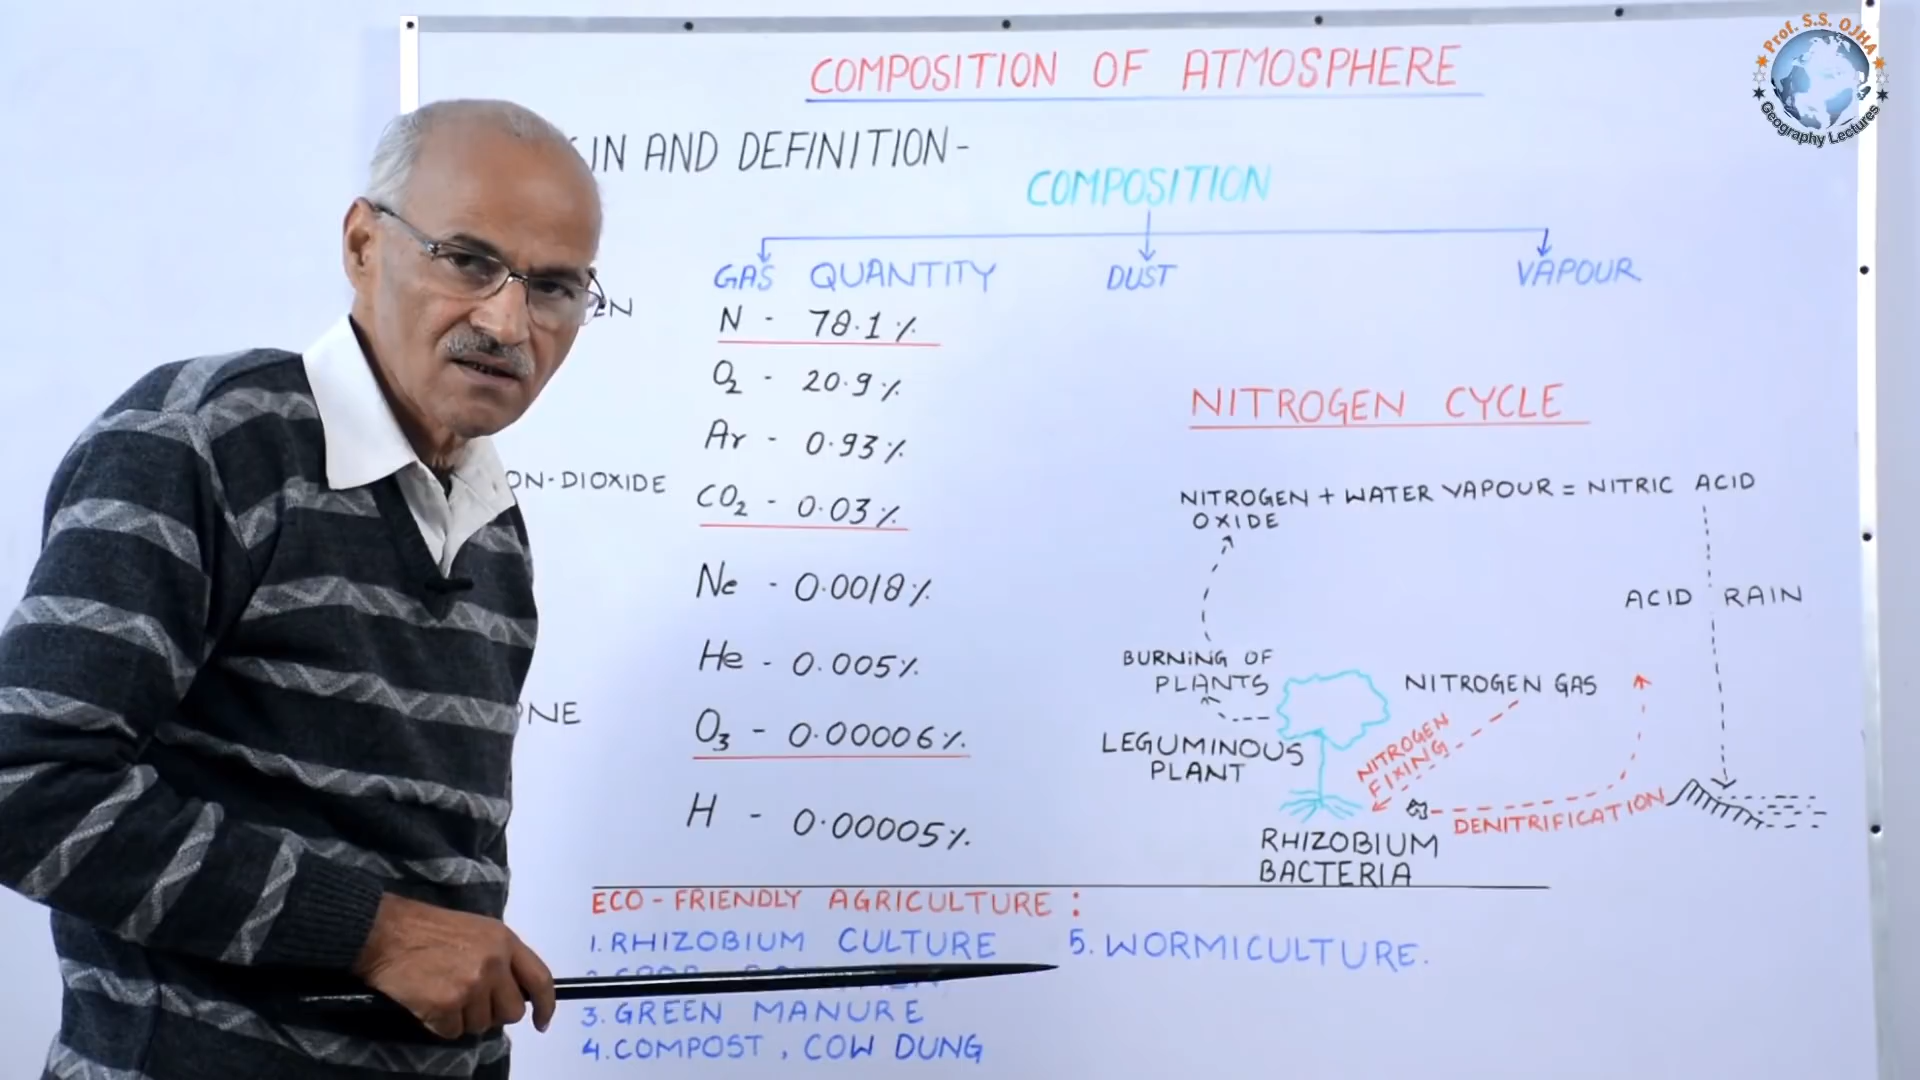 Prof. S.S. OJHA
Geography Lectures
COMPOSITION OF ATMOSPHERE
IN AND DEFINITION-
COMPOSITION
GAS QUANTITY
DUST
VAPOUR
N - 78.1%
O2 - 20.9%
Ar - 0.93%
ON-DIOXIDE
CO2 - 0.03%
Ne - 0.0018%
He - 0.005%
NE
O3 - 0.00006%
H - 0.00005%
NITROGEN CYCLE
NITROGEN + WATER VAPOUR = NITRIC ACID
OXIDE
ACID RAIN
BURNING OF
PLANTS
NITROGEN GAS
LEGUMINOUS
PLANT
NITROGEN
FIXING
DENITRIFICATION
RHIZOBIUM
BACTERIA
ECO-FRIENDLY AGRICULTURE :
1. RHIZOBIUM CULTURE
3. GREEN MANURE
4. COMPOST, COW DUNG
5. WORMICULTURE.